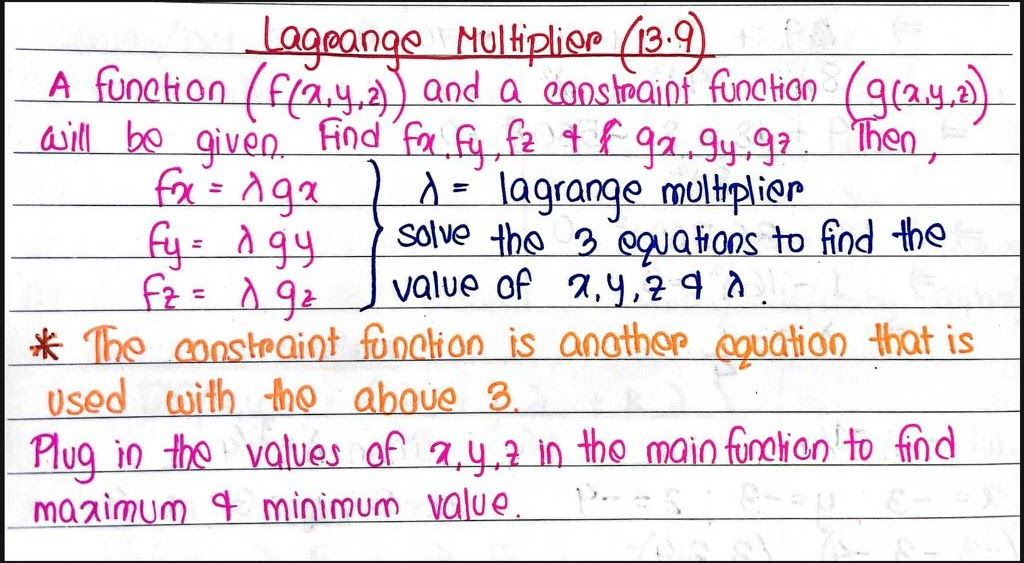 Lagrange Multiplier (13.9)
A function (f(x,y,z)) and a constraint function (g(x,y,z))
will be given. Find fx, fy, fz & gx, gy, gz. Then,
fx = λgx } λ = lagrange multiplier
fy = λgy solve the 3 equations to find the
fz = λgz value of x, y, z & λ.
* The constraint function is another equation that is
used with the above 3.
Plug in the values of x, y, z in the main function to find
maximum & minimum value.